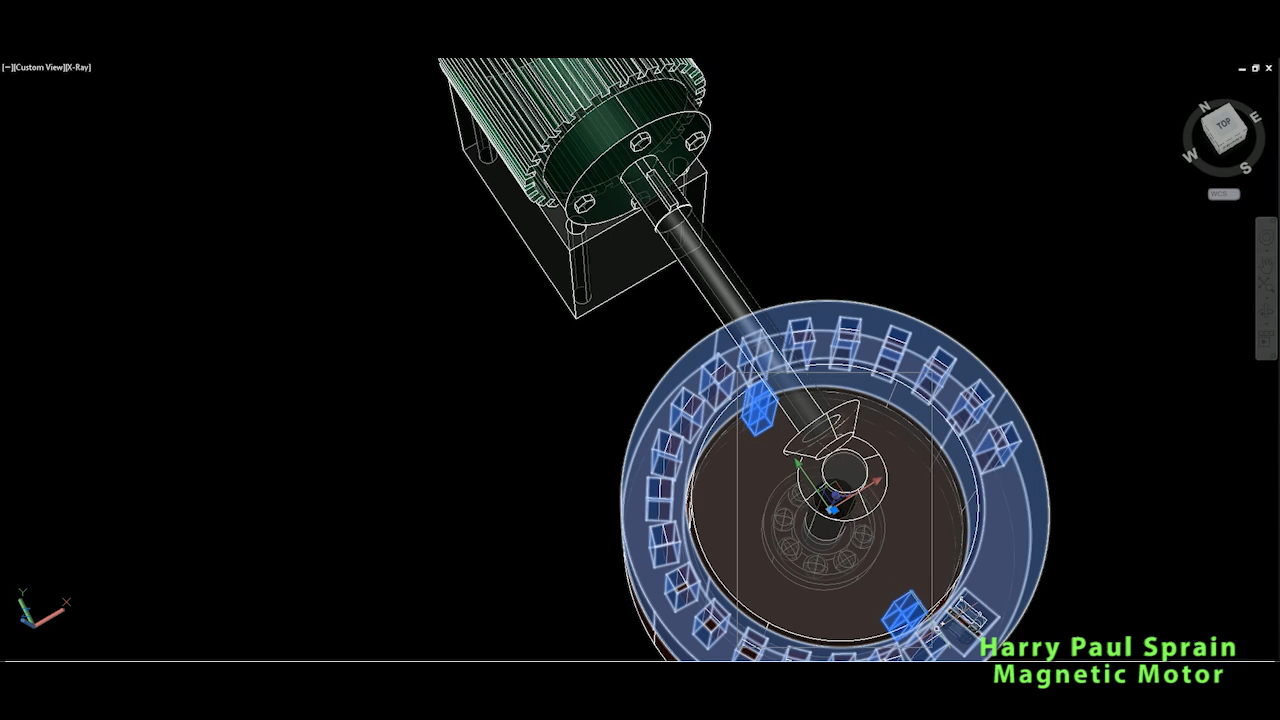 [−][Custom View][X-Ray]
N
E
TOP
W
S
WCS
Y
X
Harry Paul Sprain
Magnetic Motor